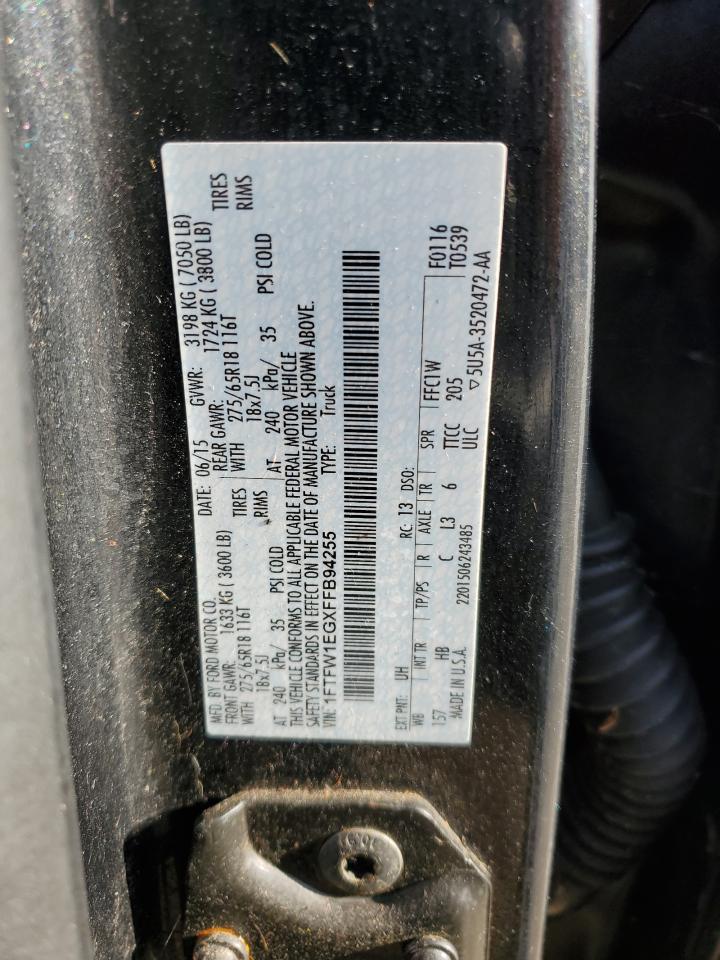 MFD. BY FORD MOTOR CO. DATE: 06/15 GVWR: 3198 KG ( 7050 LB)
FRONT GAWR: 1633 KG ( 3600 LB) REAR GAWR: 1724 KG ( 3800 LB)
WITH 275/65R18 116T TIRES WITH 275/65R18 116T TIRES
18x7.5J RIMS 18x7.5J RIMS
AT 240 kPa/ 35 PSI COLD AT 240 kPa/ 35 PSI COLD
THIS VEHICLE CONFORMS TO ALL APPLICABLE FEDERAL MOTOR VEHICLE
SAFETY STANDARDS IN EFFECT ON THE DATE OF MANUFACTURE SHOWN ABOVE.
VIN: 1FTFW1EGXFFB94255 TYPE: Truck
EXT PNT: UH RC: 13 DSO: F0116
WB INT TR TP/PS R AXLE TR SPR FFC1W T0539
157 HB C L3 6 TTCC 205
ULC
MADE IN U.S.A. 2201506243485 ▽5U5A-3520472-AA